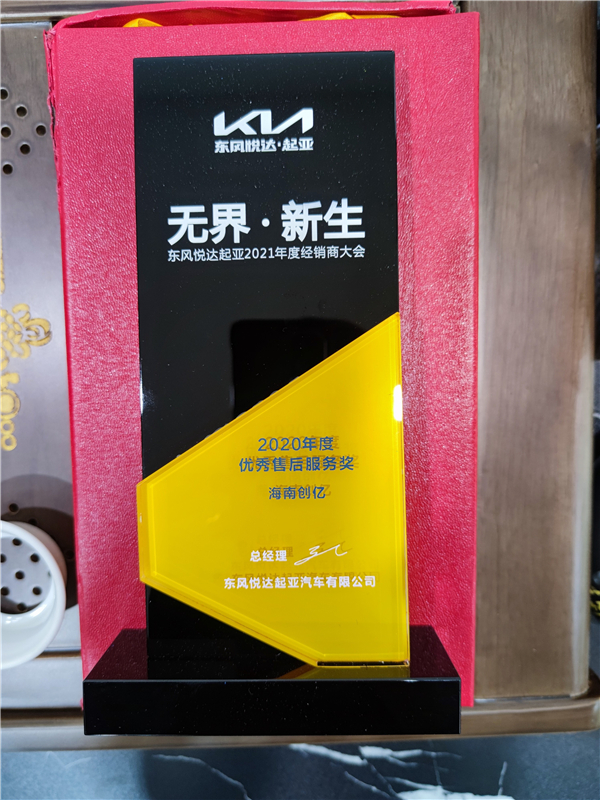 KIA
东风悦达·起亚
无界·新生
东风悦达起亚2021年度经销商大会
2020年度
优秀售后服务奖
海南创亿
总经理
东风悦达起亚汽车有限公司